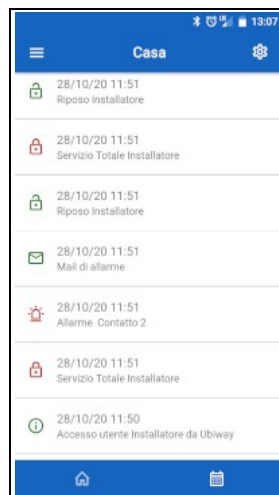 13:07
Casa
28/10/20 11:51
Riposo Installatore
28/10/20 11:51
Servizio Totale Installatore
28/10/20 11:51
Riposo Installatore
28/10/20 11:51
Mail di allarme
28/10/20 11:51
Allarme Contatto 2
28/10/20 11:51
Servizio Totale Installatore
28/10/20 11:50
Accesso utente Installatore da Ubiway